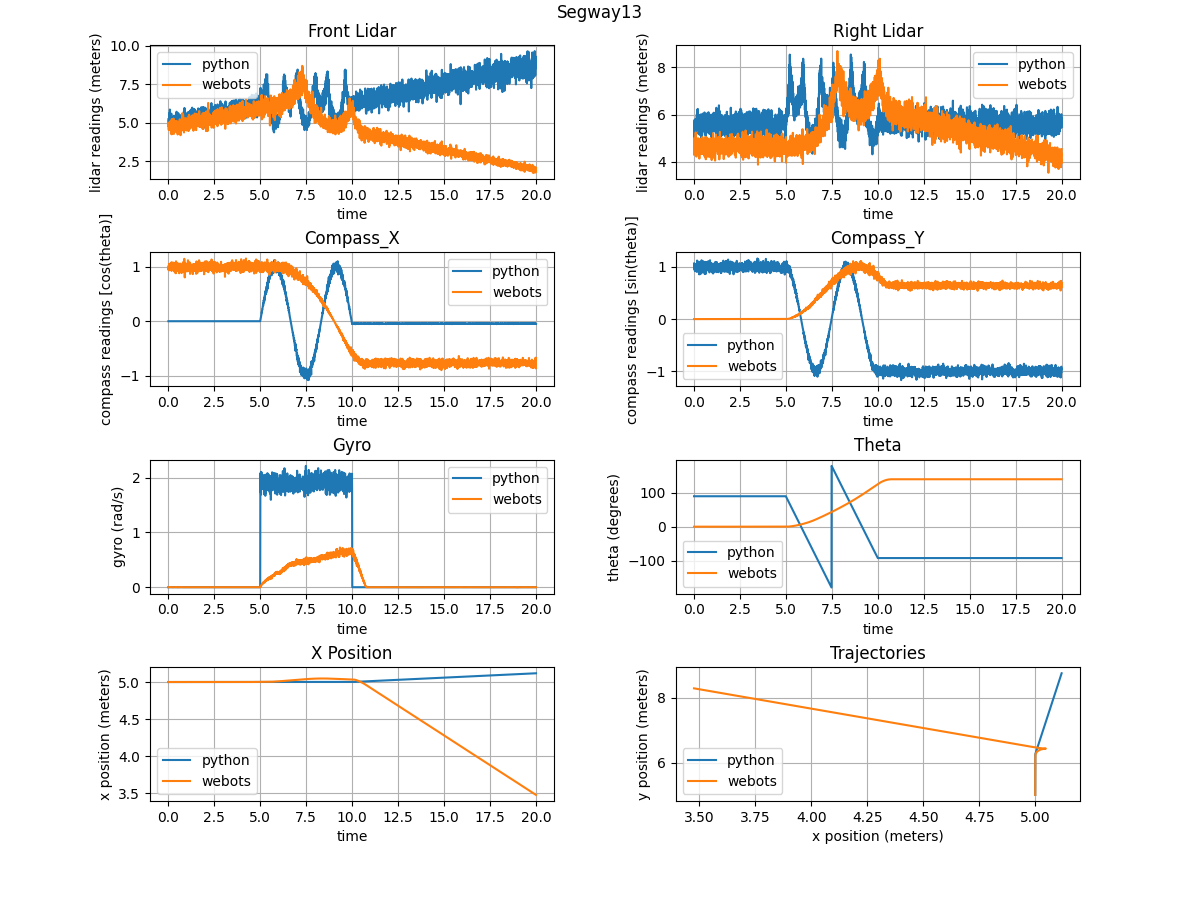 Segway13
Front Lidar
lidar readings (meters)
10.0
7.5
5.0
2.5
python
webots
0.0 2.5 5.0 7.5 10.0 12.5 15.0 17.5 20.0
time
Right Lidar
lidar readings (meters)
8
6
4
python
webots
0.0 2.5 5.0 7.5 10.0 12.5 15.0 17.5 20.0
time
Compass_X
compass readings [cos(theta)]
1
0
−1
python
webots
0.0 2.5 5.0 7.5 10.0 12.5 15.0 17.5 20.0
time
Compass_Y
compass readings [sin(theta)]
1
0
−1
python
webots
0.0 2.5 5.0 7.5 10.0 12.5 15.0 17.5 20.0
time
Gyro
gyro (rad/s)
2
1
0
python
webots
0.0 2.5 5.0 7.5 10.0 12.5 15.0 17.5 20.0
time
Theta
theta (degrees)
100
0
−100
python
webots
0.0 2.5 5.0 7.5 10.0 12.5 15.0 17.5 20.0
time
X Position
x position (meters)
5.0
4.5
4.0
3.5
python
webots
0.0 2.5 5.0 7.5 10.0 12.5 15.0 17.5 20.0
time
Trajectories
y position (meters)
8
6
python
webots
3.50 3.75 4.00 4.25 4.50 4.75 5.00
x position (meters)